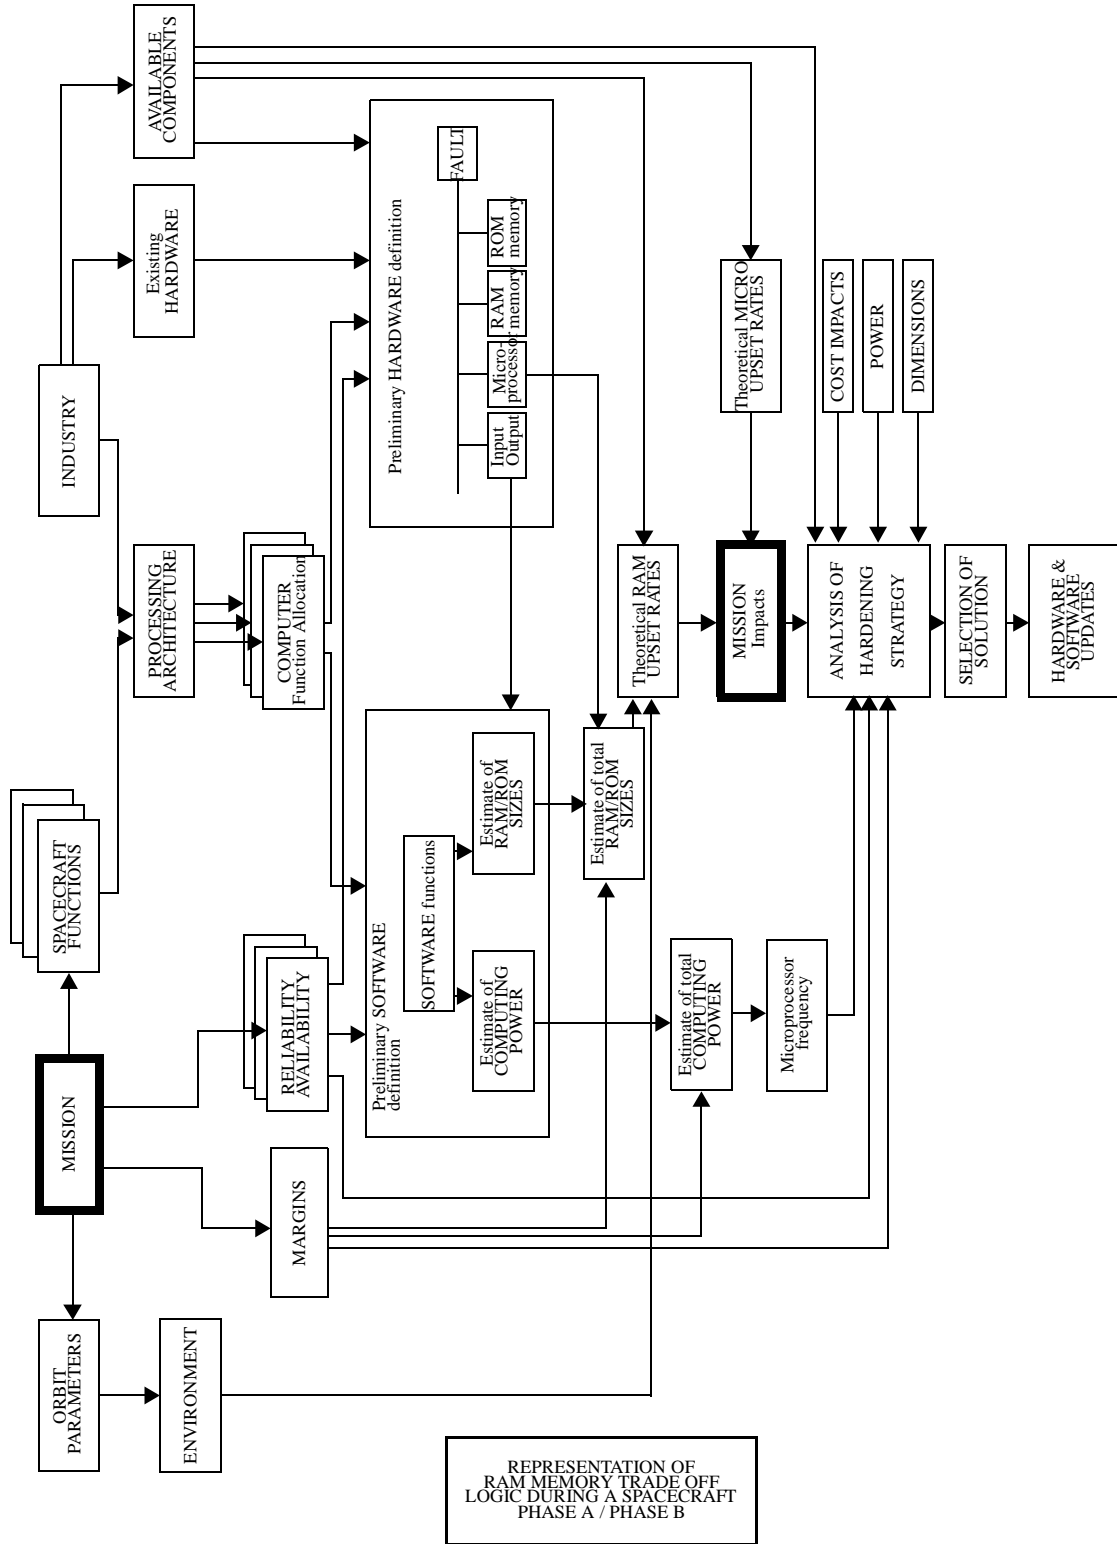 MISSION
ORBIT
PARAMETERS
ENVIRONMENT
MARGINS
RELIABILITY
AVAILABILITY
SPACECRAFT
FUNCTIONS
INDUSTRY
PROCESSING
ARCHITECTURE
COMPUTER
Function Allocation
Existing
HARDWARE
AVAILABLE
COMPONENTS
Preliminary HARDWARE definition
FAULT
Input
Output
Micro-
processor
RAM
memory
ROM
memory
Preliminary SOFTWARE
definition
SOFTWARE functions
Estimate of
COMPUTING
POWER
Estimate of
RAM/ROM
SIZES
Estimate of total
RAM/ROM
SIZES
Estimate of total
COMPUTING
POWER
Microprocessor
frequency
Theoretical RAM
UPSET RATES
Theoretical MICRO
UPSET RATES
MISSION
Impacts
COST IMPACTS
POWER
DIMENSIONS
ANALYSIS OF
HARDENING
STRATEGY
SELECTION OF
SOLUTION
HARDWARE &
SOFTWARE
UPDATES
REPRESENTATION OF
RAM MEMORY TRADE OFF
LOGIC DURING A SPACECRAFT
PHASE A / PHASE B